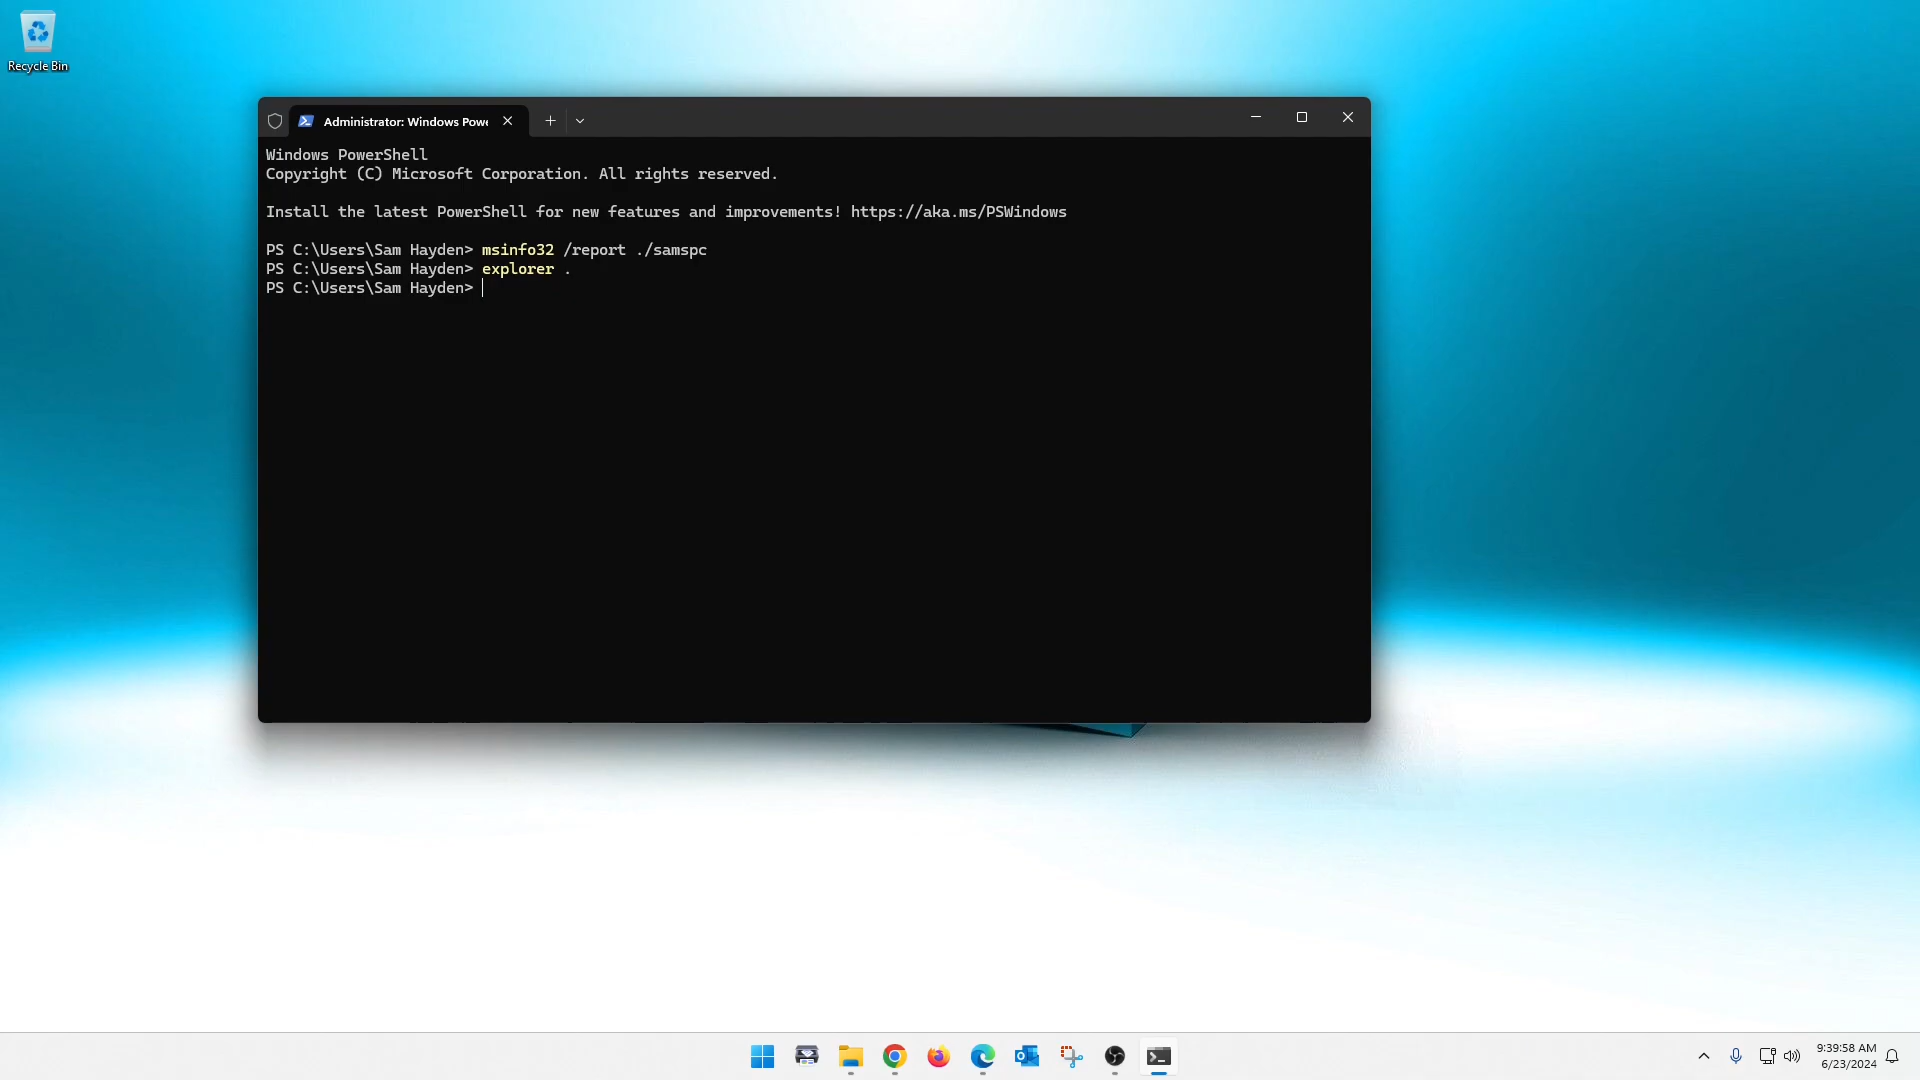 Recycle Bin
Administrator: Windows Powe
Windows PowerShell
Copyright (C) Microsoft Corporation. All rights reserved.
Install the latest PowerShell for new features and improvements! https://aka.ms/PSWindows
PS C:\Users\Sam Hayden> msinfo32 /report ./samspc
PS C:\Users\Sam Hayden> explorer .
PS C:\Users\Sam Hayden>
9:39:58 AM
6/23/2024